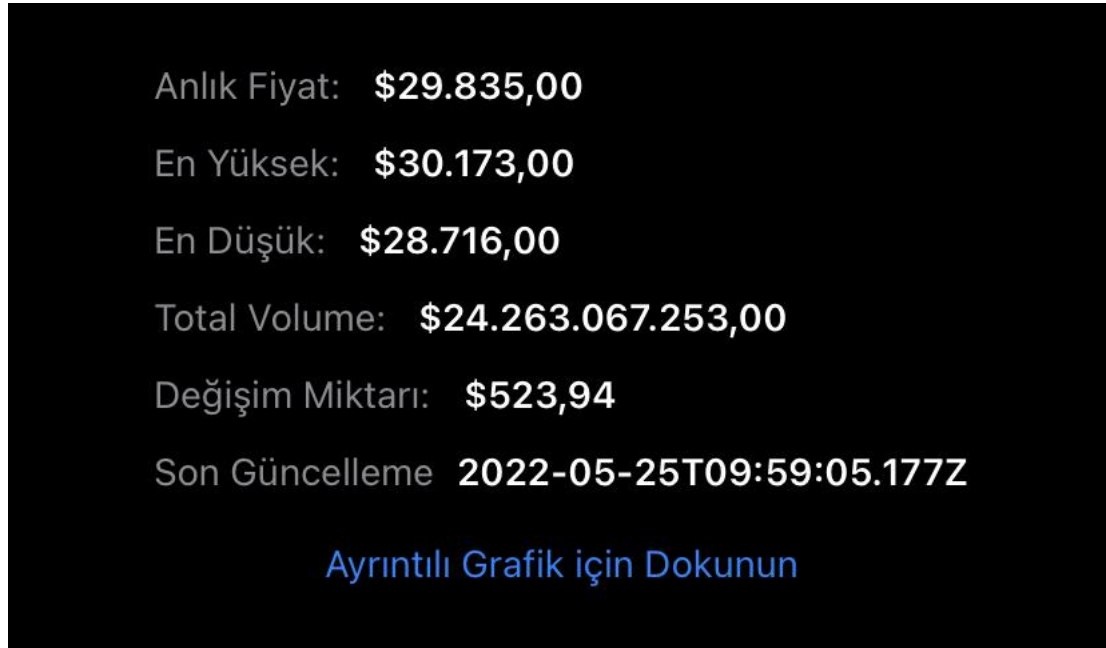 Anlık Fiyat: $29.835,00
En Yüksek: $30.173,00
En Düşük: $28.716,00
Total Volume: $24.263.067.253,00
Değişim Miktarı: $523,94
Son Güncelleme 2022-05-25T09:59:05.177Z
Ayrıntılı Grafik için Dokunun